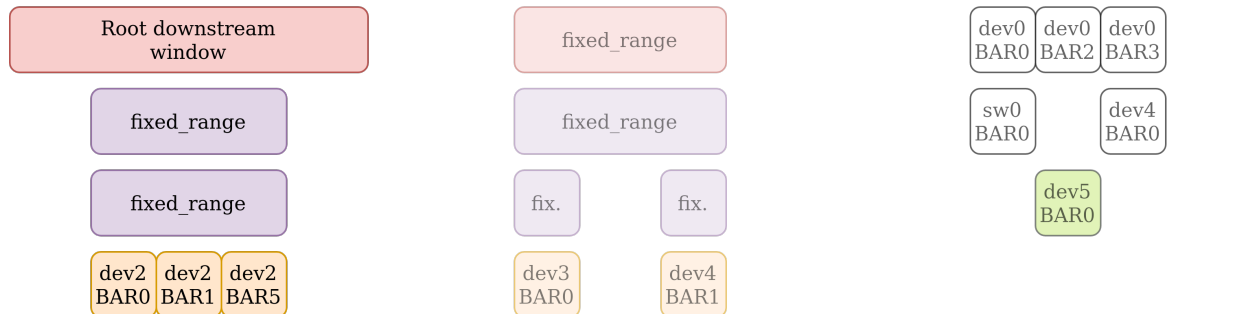 Root downstream
window
fixed_range
dev0
BAR0
dev0
BAR2
dev0
BAR3
fixed_range
fixed_range
sw0
BAR0
dev4
BAR0
fixed_range
fix.
fix.
dev5
BAR0
dev2
BAR0
dev2
BAR1
dev2
BAR5
dev3
BAR0
dev4
BAR1